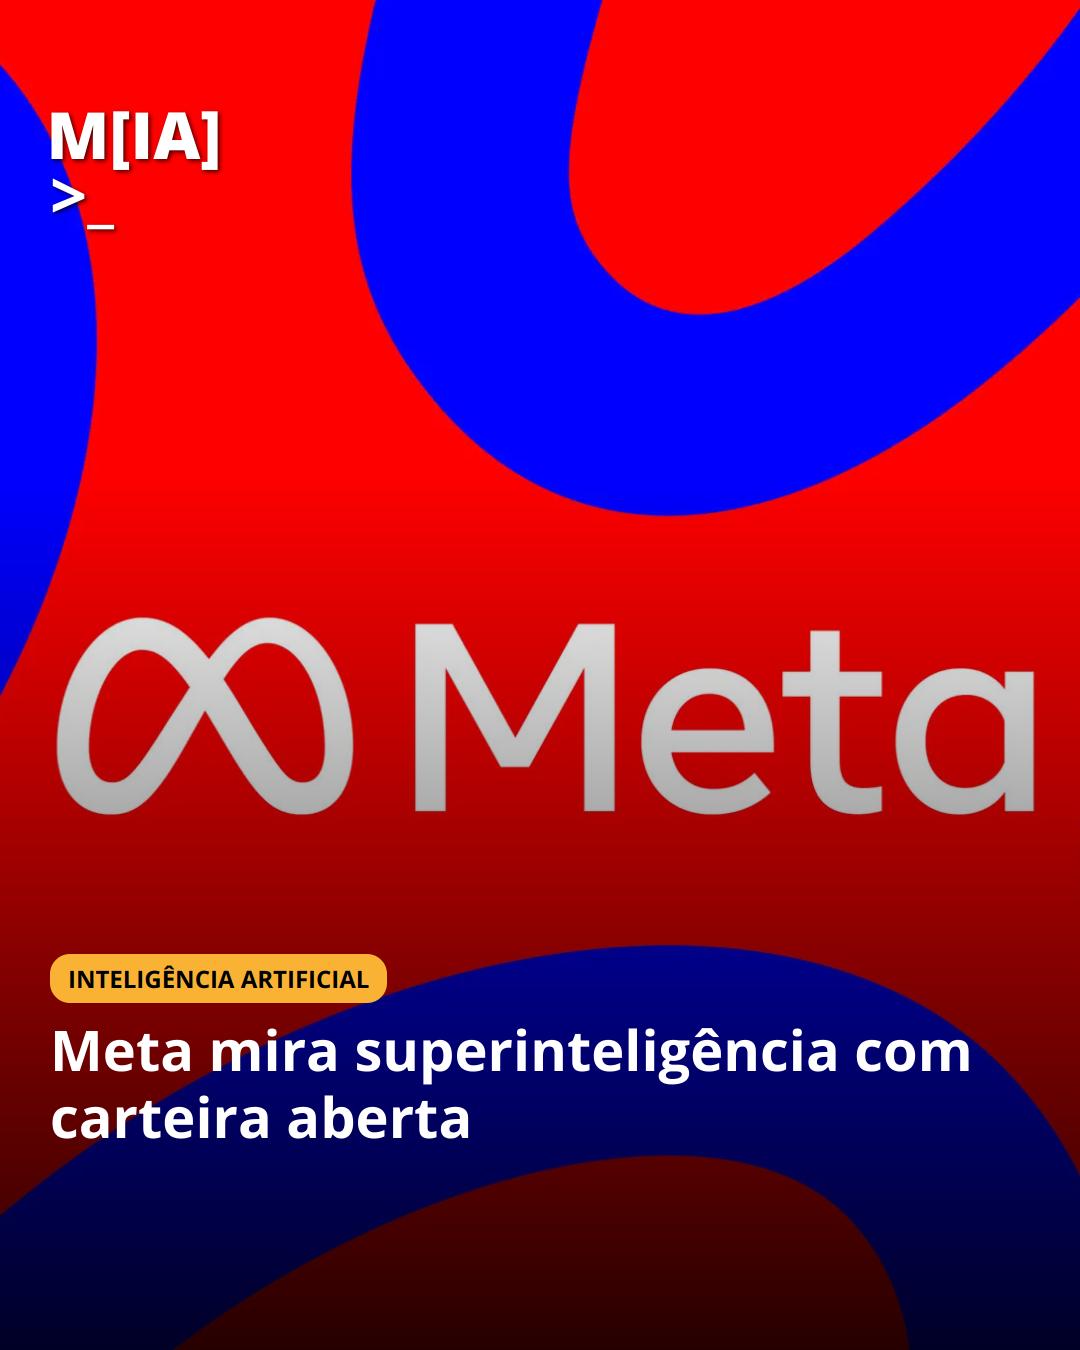 M[IA]
>_
Meta
INTELIGÊNCIA ARTIFICIAL
Meta mira superinteligência com
carteira aberta